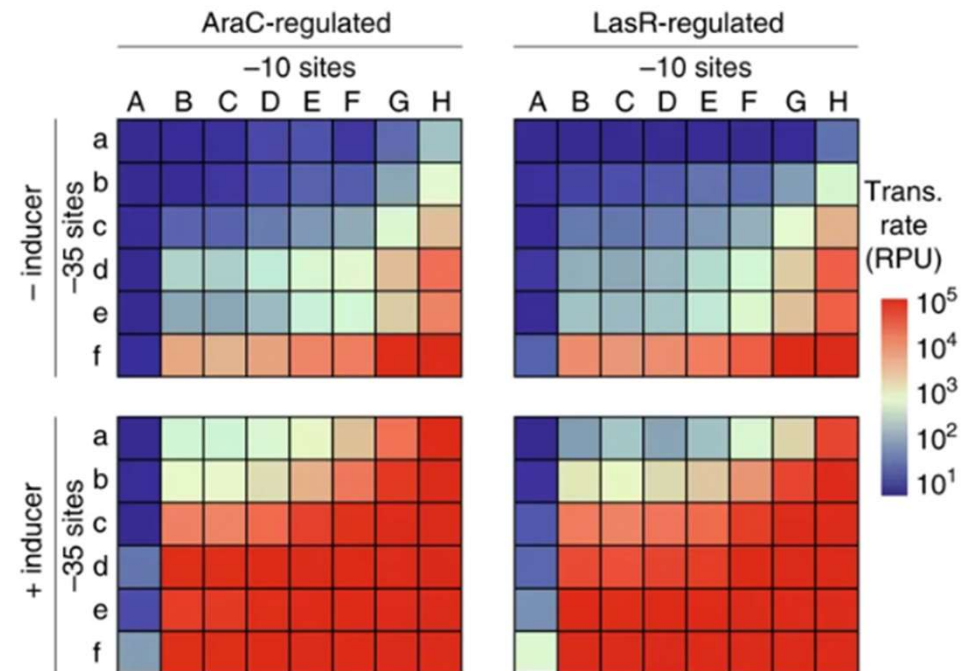 AraC-regulated
LasR-regulated
–10 sites
–10 sites
A B C D E F G H
A B C D E F G H
– inducer
–35 sites
a
b
c
d
e
f
Trans.
rate
(RPU)
10⁵
10⁴
10³
10²
10¹
+ inducer
–35 sites
a
b
c
d
e
f